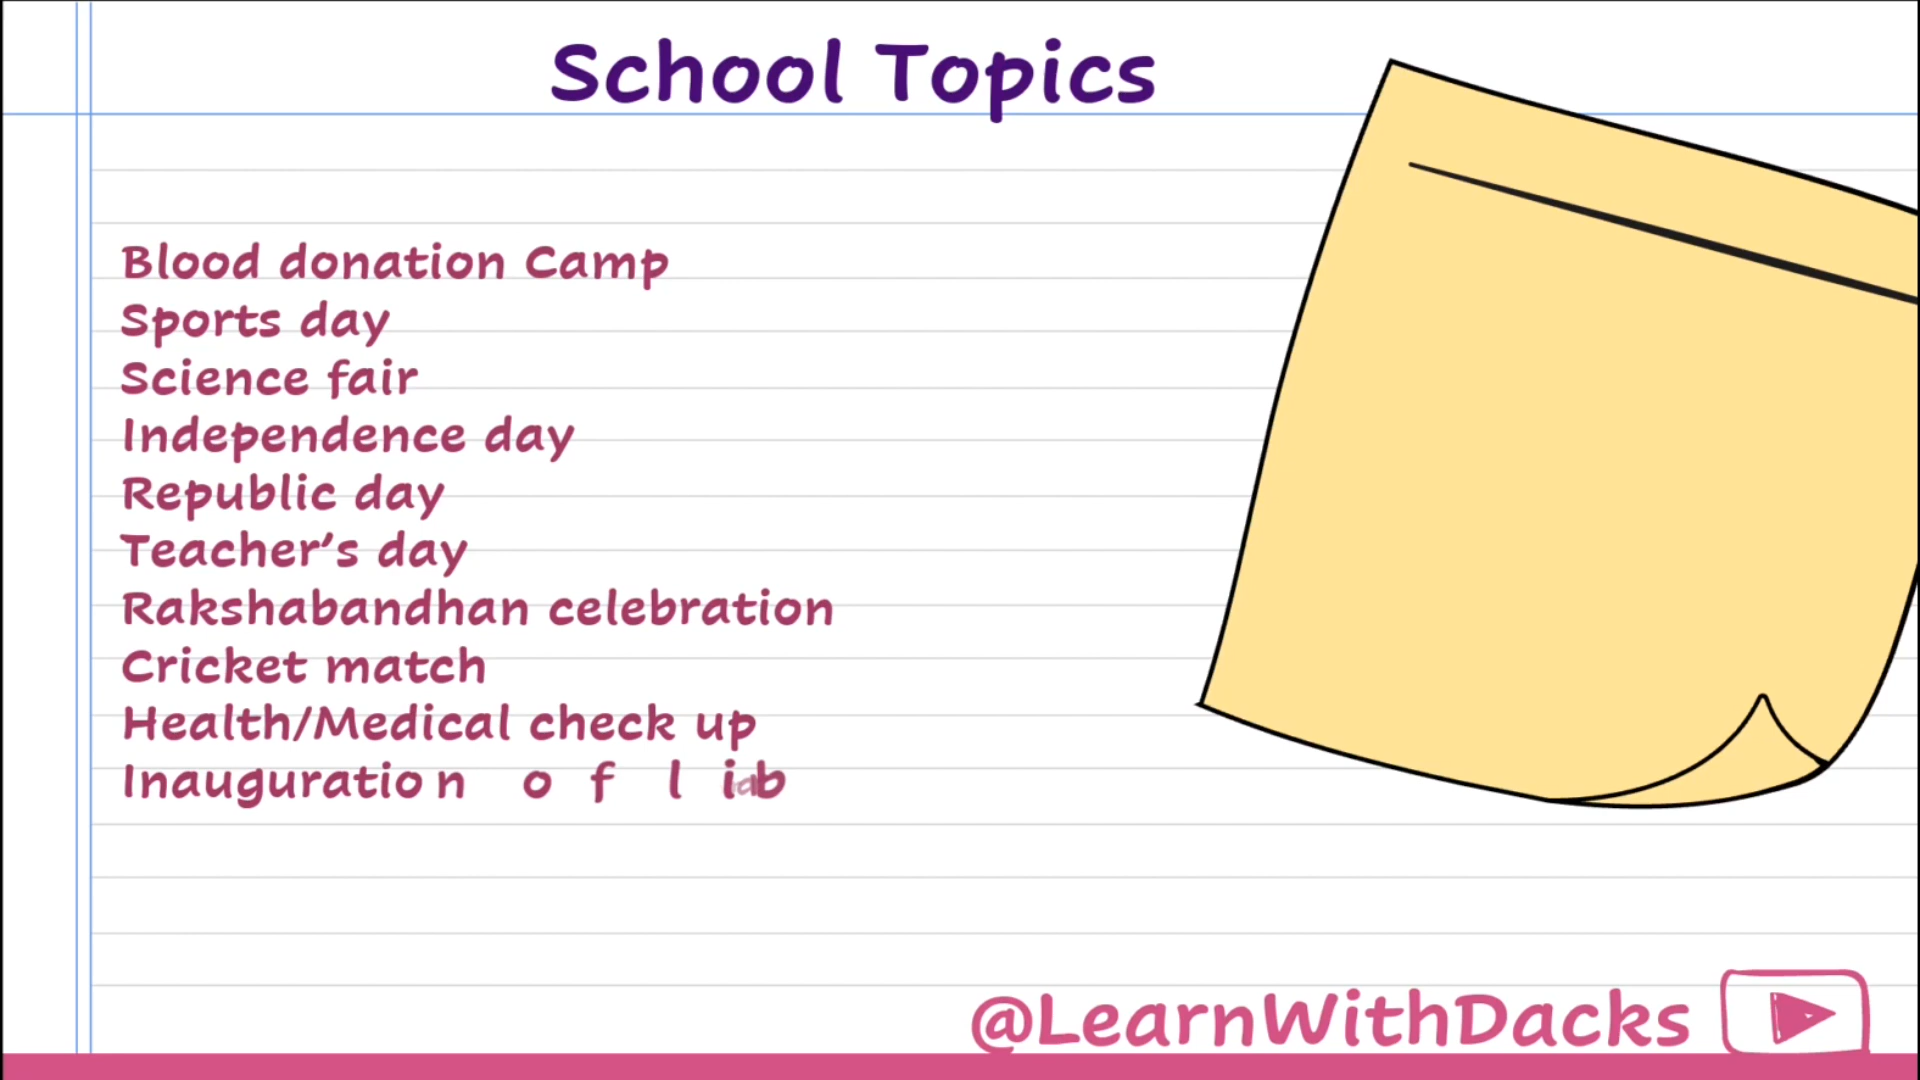 School Topics
Blood donation Camp
Sports day
Science fair
Independence day
Republic day
Teacher's day
Rakshabandhan celebration
Cricket match
Health/Medical check up
Inauguration of
@LearnWithDacks